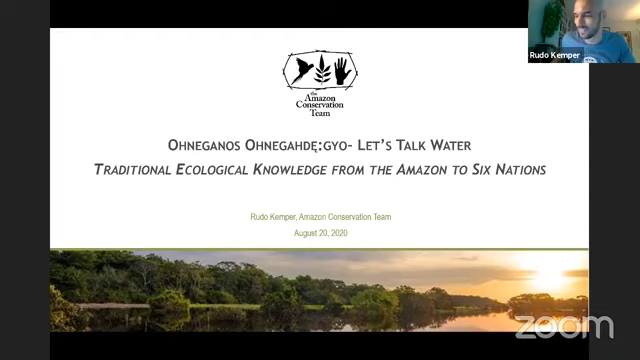 Rudo Kemper
the
Amazon
Conservation
Team
OHNEGANOS OHNEGAHDĘ:GYO- LET'S TALK WATER
TRADITIONAL ECOLOGICAL KNOWLEDGE FROM THE AMAZON TO SIX NATIONS
Rudo Kemper, Amazon Conservation Team
August 20, 2020
zoom